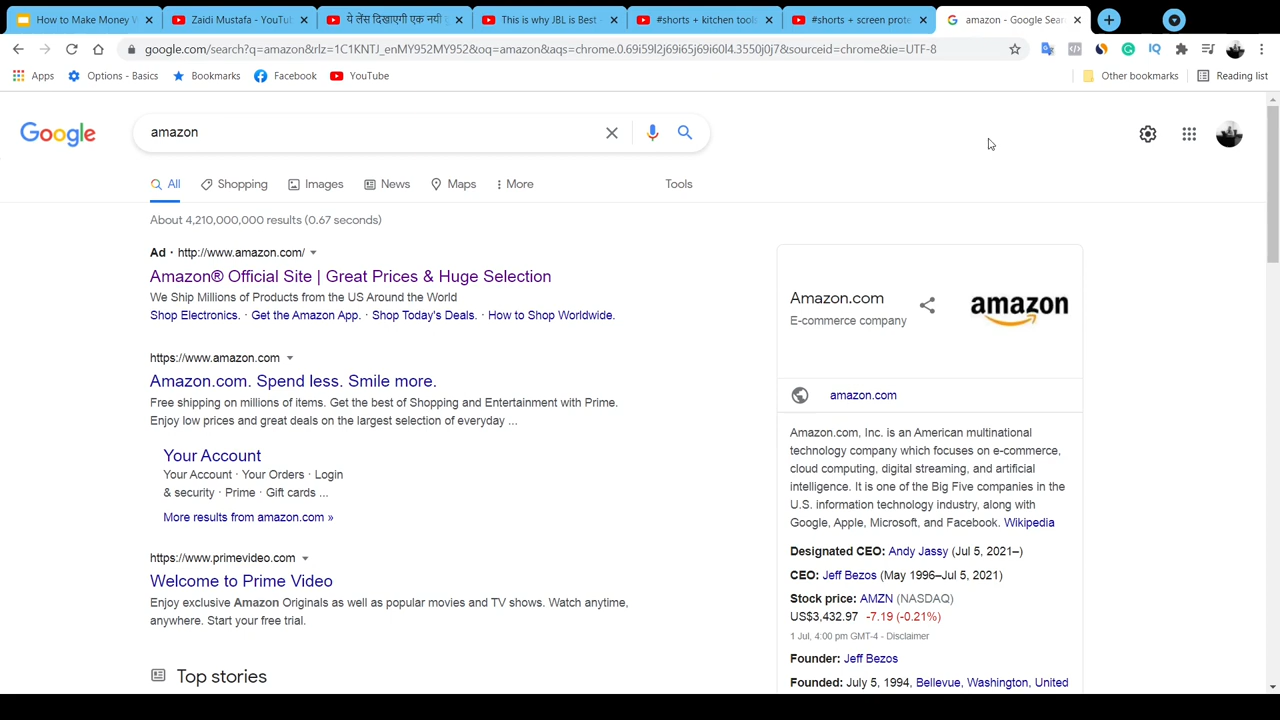 How to Make Money W
Zaidi Mustafa - YouTub
ये लेंस दिखाएगी एक नयी
This is why JBL is Best -
#shorts + kitchen tools
#shorts + screen prote
amazon - Google Sear
google.com/search?q=amazon&rlz=1C1KNTJ_enMY952MY952&oq=amazon&aqs=chrome.0.69i59l2j69i65j69i60l4.3550j0j7&sourceid=chrome&ie=UTF-8
Apps
Options - Basics
Bookmarks
Facebook
YouTube
Other bookmarks
Reading list
Google
amazon
All
Shopping
Images
News
Maps
More
Tools
About 4,210,000,000 results (0.67 seconds)
Ad · http://www.amazon.com/
Amazon® Official Site | Great Prices & Huge Selection
We Ship Millions of Products from the US Around the World
Shop Electronics. · Get the Amazon App. · Shop Today's Deals. · How to Shop Worldwide.
https://www.amazon.com
Amazon.com. Spend less. Smile more.
Free shipping on millions of items. Get the best of Shopping and Entertainment with Prime.
Enjoy low prices and great deals on the largest selection of everyday ...
Your Account
Your Account · Your Orders · Login
& security · Prime · Gift cards ...
More results from amazon.com »
https://www.primevideo.com
Welcome to Prime Video
Enjoy exclusive Amazon Originals as well as popular movies and TV shows. Watch anytime,
anywhere. Start your free trial.
Top stories
Amazon.com
E-commerce company
amazon
amazon.com
Amazon.com, Inc. is an American multinational
technology company which focuses on e-commerce,
cloud computing, digital streaming, and artificial
intelligence. It is one of the Big Five companies in the
U.S. information technology industry, along with
Google, Apple, Microsoft, and Facebook. Wikipedia
Designated CEO: Andy Jassy (Jul 5, 2021–)
CEO: Jeff Bezos (May 1996–Jul 5, 2021)
Stock price: AMZN (NASDAQ)
US$3,432.97 -7.19 (-0.21%)
1 Jul, 4:00 pm GMT-4 - Disclaimer
Founder: Jeff Bezos
Founded: July 5, 1994, Bellevue, Washington, United